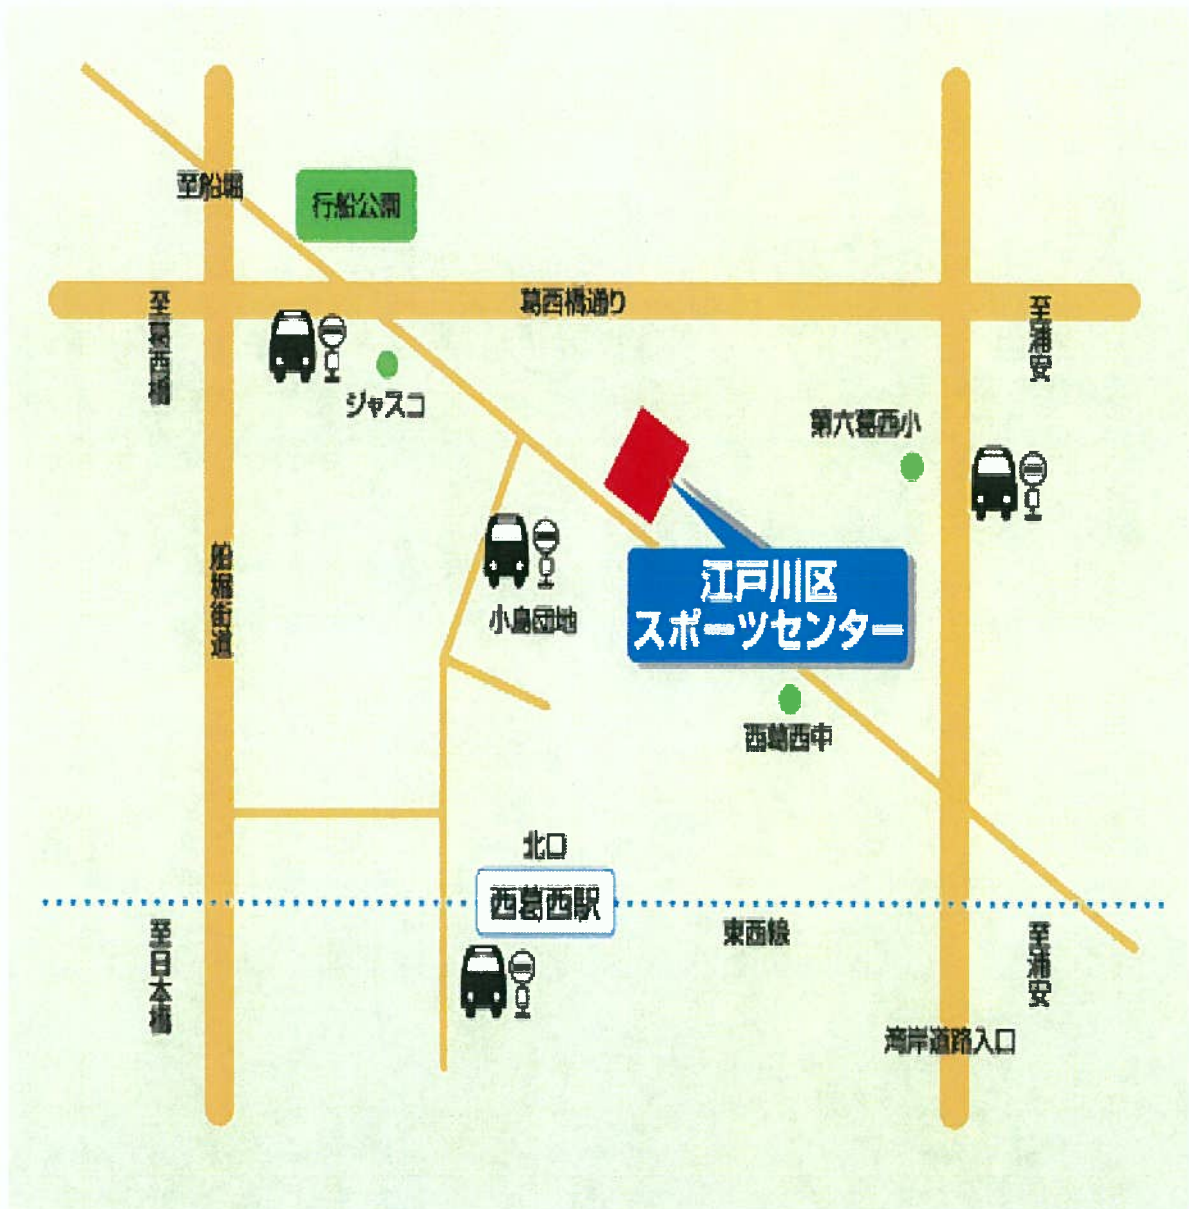 至船堀
行船公園
葛西橋通り
至葛西橋
至浦安
ジャスコ
第六葛西小
船堀街道
小島団地
江戸川区
スポーツセンター
西葛西中
北口
西葛西駅
東西線
至日本橋
至浦安
湾岸道路入口